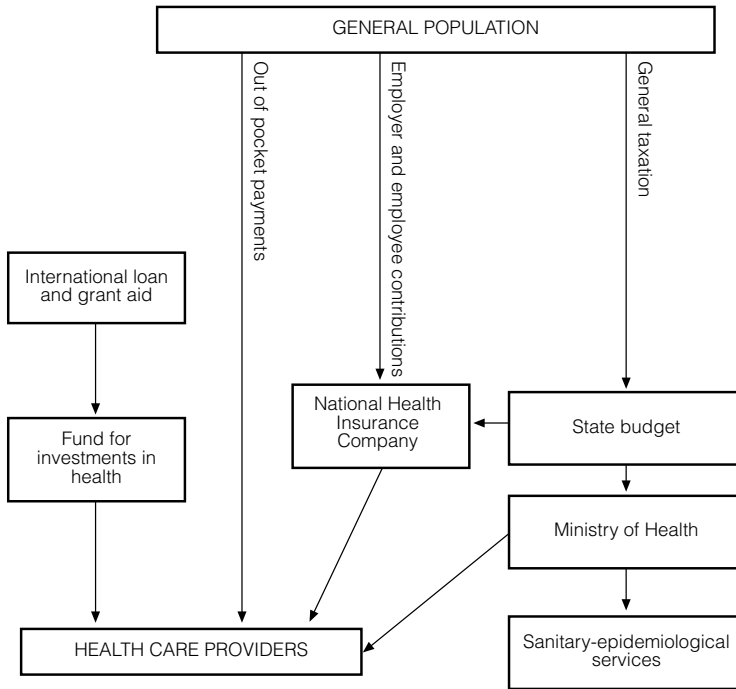 GENERAL POPULATION
Out of pocket payments
Employer and employee contributions
General taxation
International loan
and grant aid
National Health
Insurance
Company
State budget
Fund for
investments in
health
Ministry of Health
HEALTH CARE PROVIDERS
Sanitary-epidemiological
services